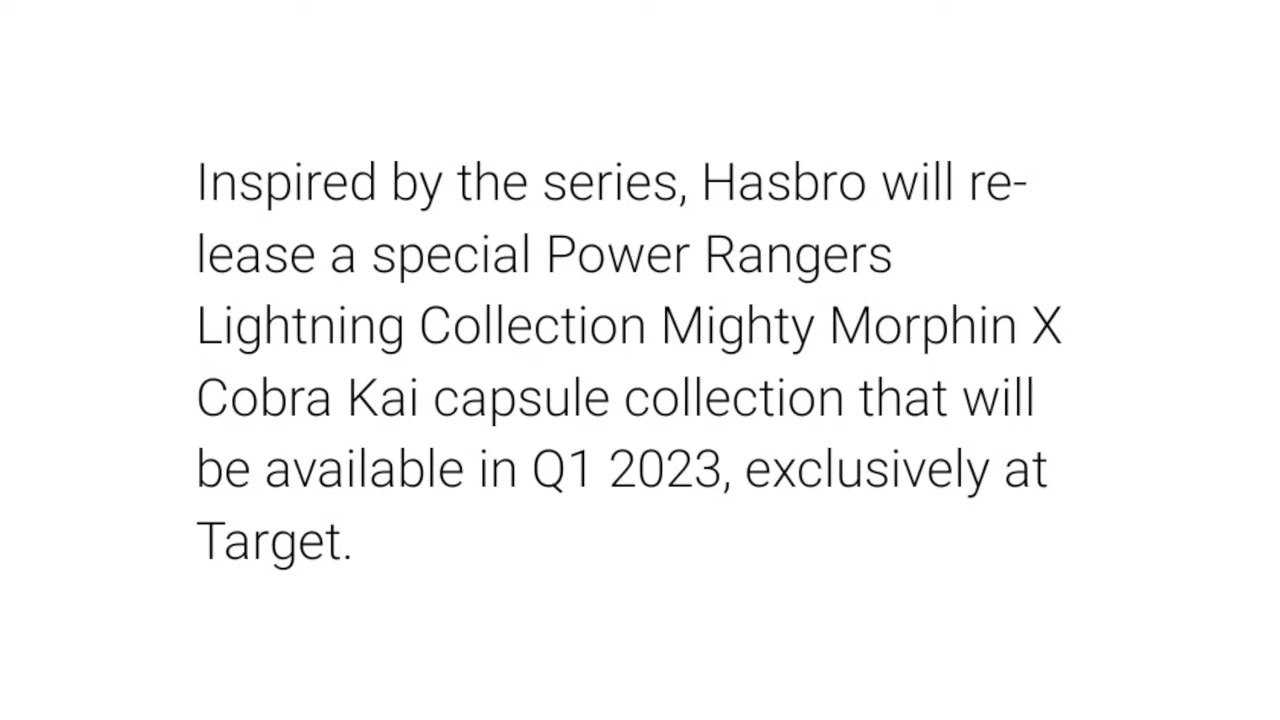 Inspired by the series, Hasbro will re-
lease a special Power Rangers
Lightning Collection Mighty Morphin X
Cobra Kai capsule collection that will
be available in Q1 2023, exclusively at
Target.